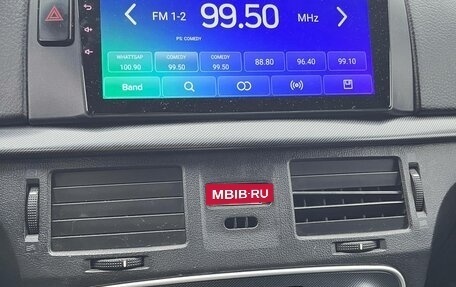 FM 1-2
99.50
MHz
PS: COMEDY
WHATTSAP COMEDY COMEDY
100.90 99.50 99.50 88.80 96.40 99.10
Band
MBIB-RU